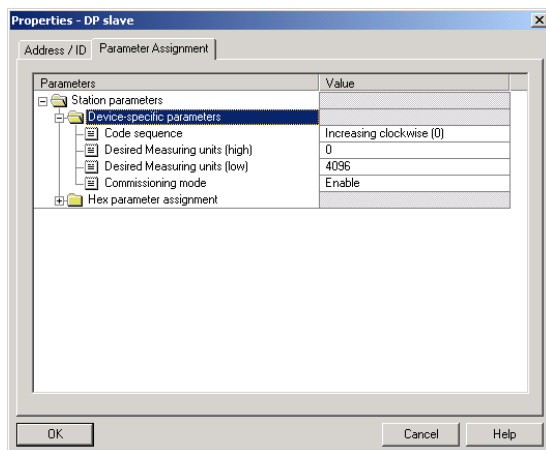 Properties - DP slave
Address / ID Parameter Assignment
Parameters Value
Station parameters
Device-specific parameters
Code sequence Increasing clockwise (0)
Desired Measuring units (high) 0
Desired Measuring units (low) 4096
Commissioning mode Enable
Hex parameter assignment
OK Cancel Help